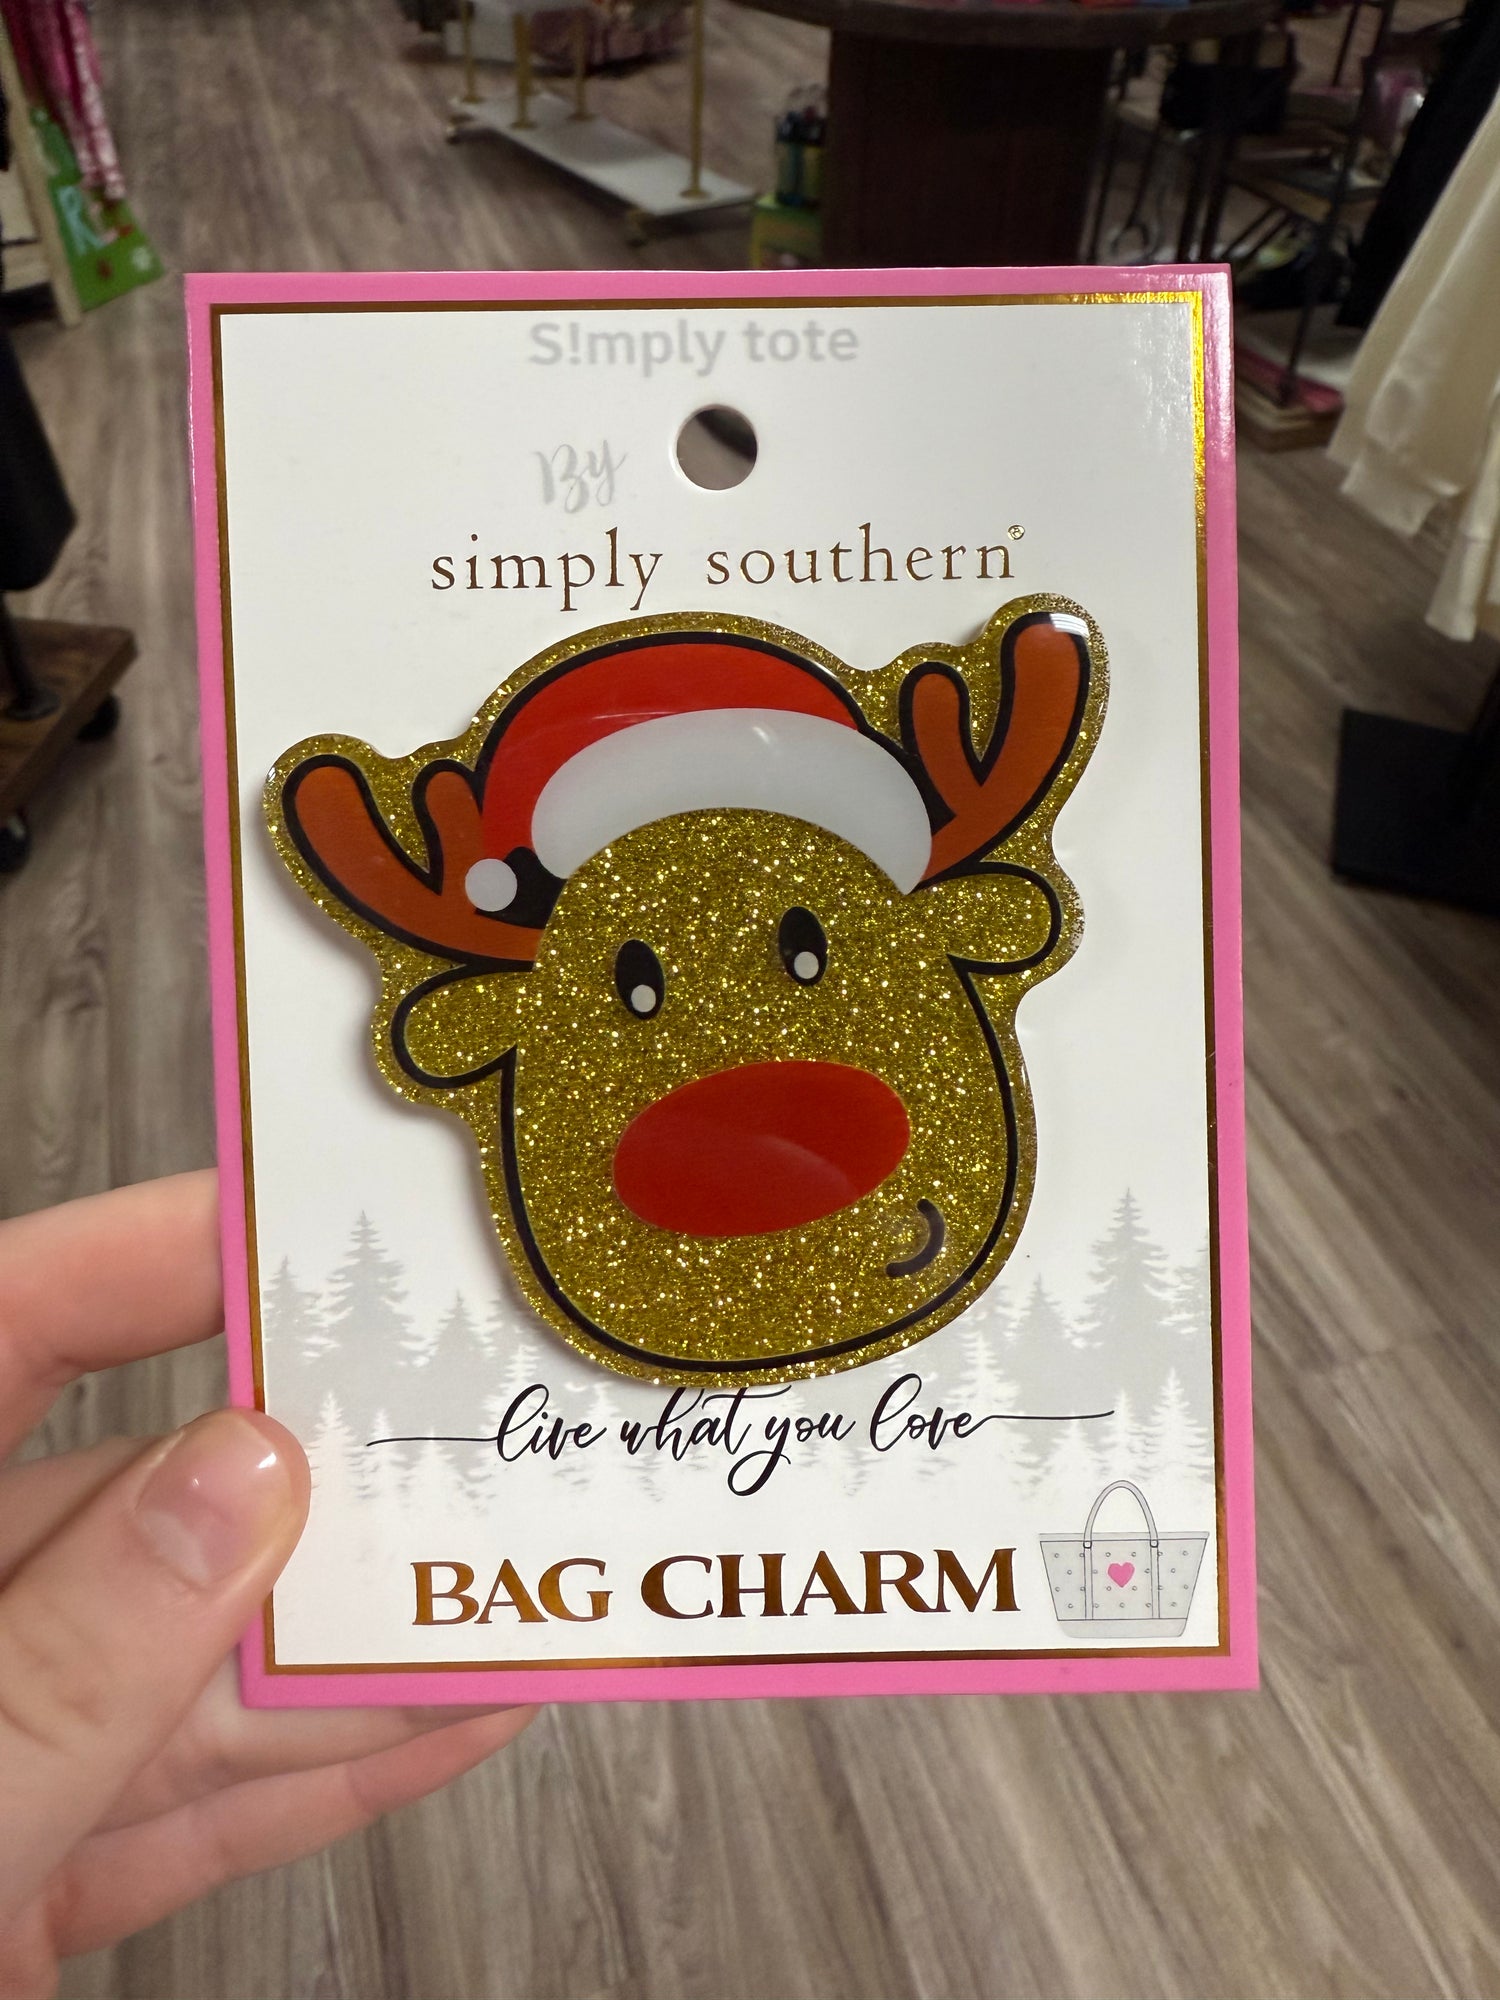 S!mply tote
By
simply southern®
live what you love
BAG CHARM